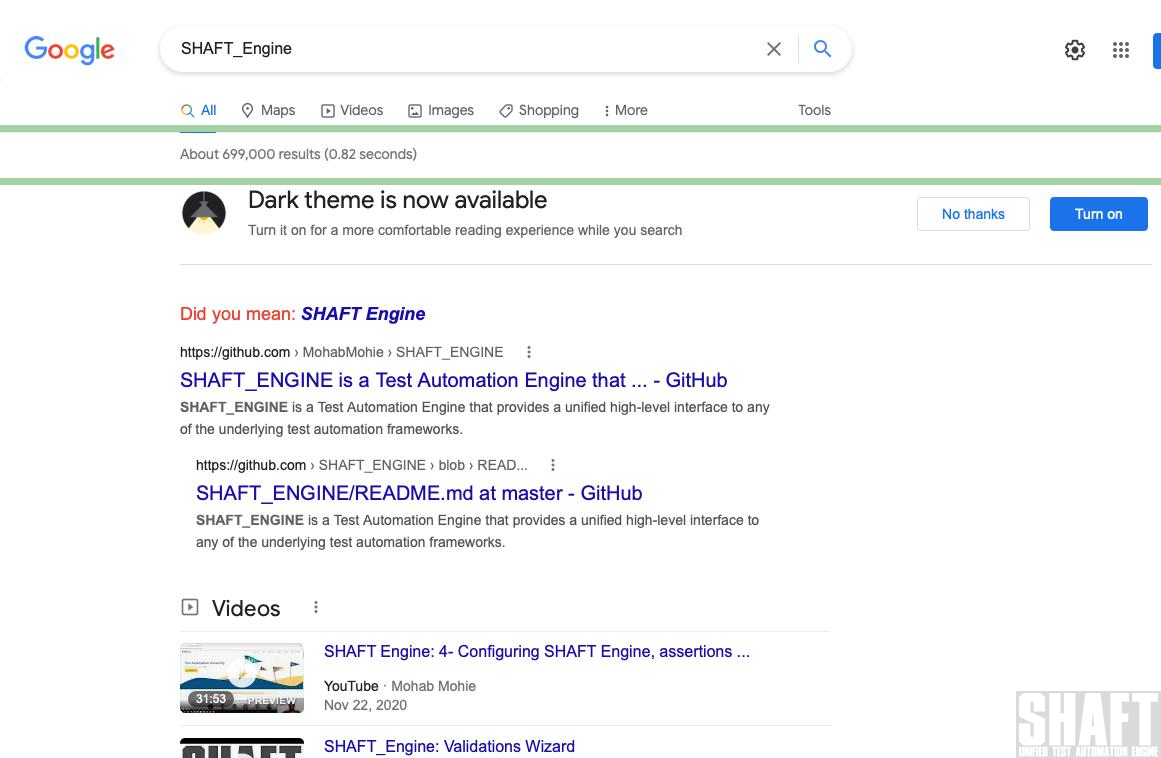 Google
SHAFT_Engine
All Maps Videos Images Shopping More Tools
About 699,000 results (0.82 seconds)
Dark theme is now available
Turn it on for a more comfortable reading experience while you search
No thanks
Turn on
Did you mean: SHAFT Engine
https://github.com › MohabMohie › SHAFT_ENGINE
SHAFT_ENGINE is a Test Automation Engine that ... - GitHub
SHAFT_ENGINE is a Test Automation Engine that provides a unified high-level interface to any
of the underlying test automation frameworks.
https://github.com › SHAFT_ENGINE › blob › READ...
SHAFT_ENGINE/README.md at master - GitHub
SHAFT_ENGINE is a Test Automation Engine that provides a unified high-level interface to
any of the underlying test automation frameworks.
Videos
31:53
PREVIEW
SHAFT Engine: 4- Configuring SHAFT Engine, assertions ...
YouTube · Mohab Mohie
Nov 22, 2020
SHAFT
SHAFT_Engine: Validations Wizard
SHAFT
UNIFIED TEST AUTOMATION ENGINE